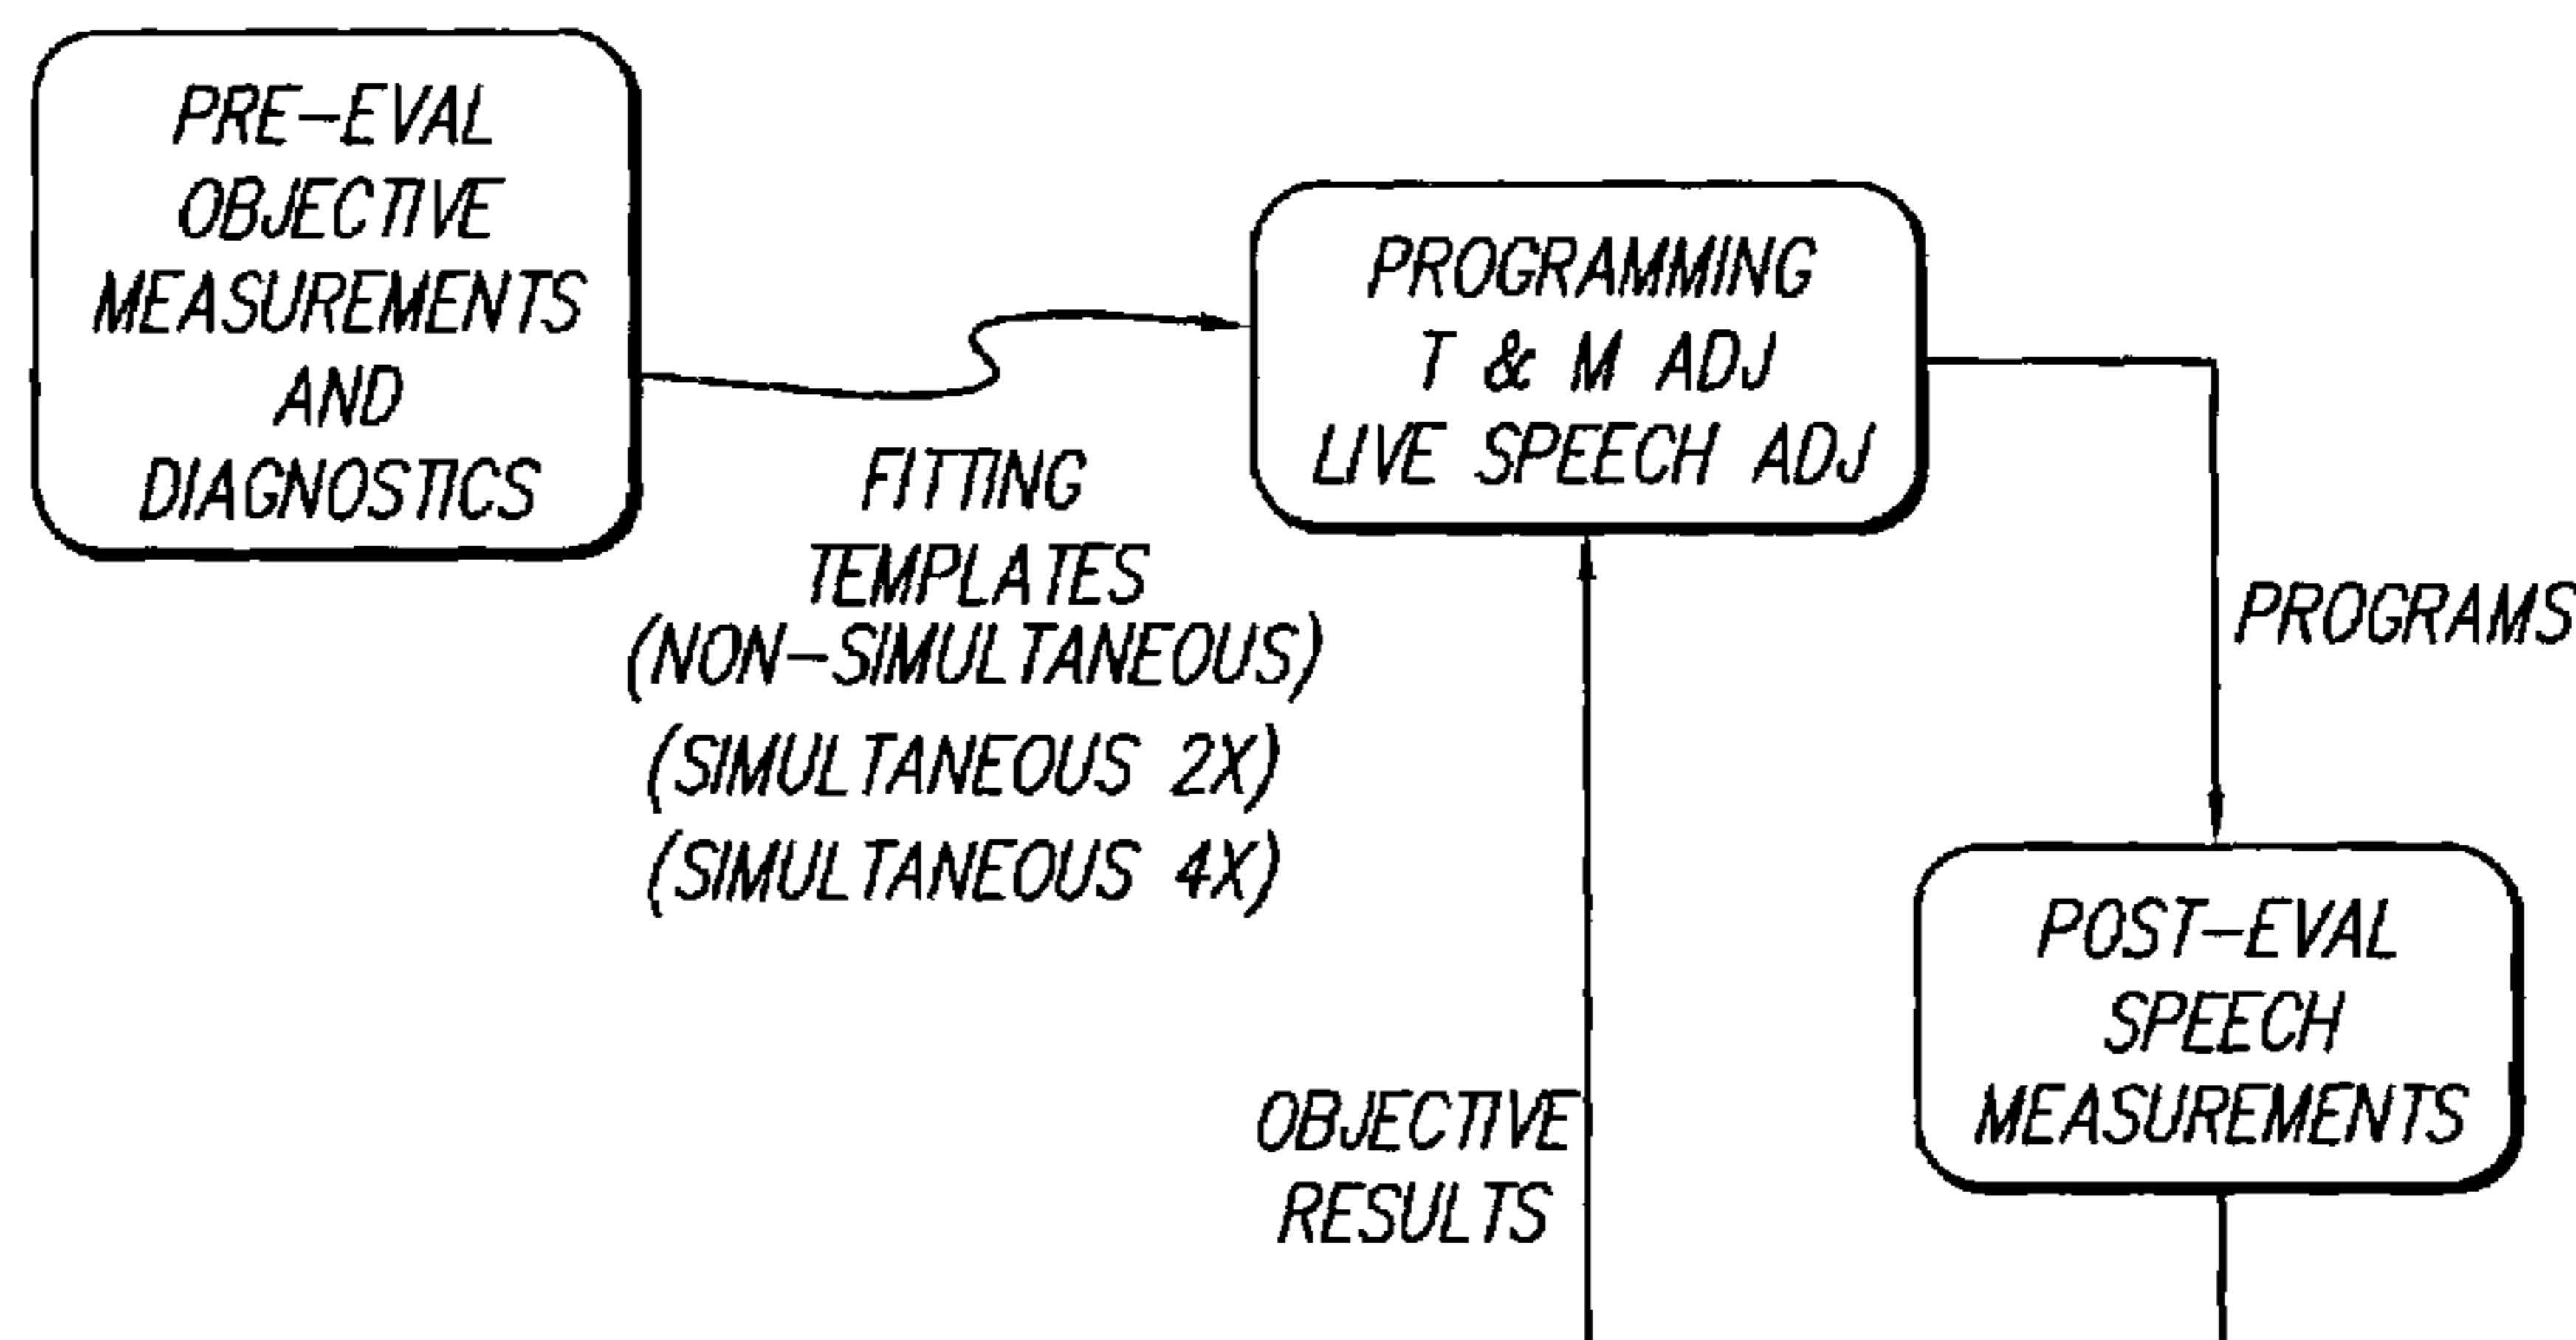 PRE-EVAL
OBJECTIVE
MEASUREMENTS
AND
DIAGNOSTICS
FITTING
TEMPLATES
(NON-SIMULTANEOUS)
(SIMULTANEOUS 2X)
(SIMULTANEOUS 4X)
PROGRAMMING
T & M ADJ
LIVE SPEECH ADJ
PROGRAMS
POST-EVAL
SPEECH
MEASUREMENTS
OBJECTIVE
RESULTS